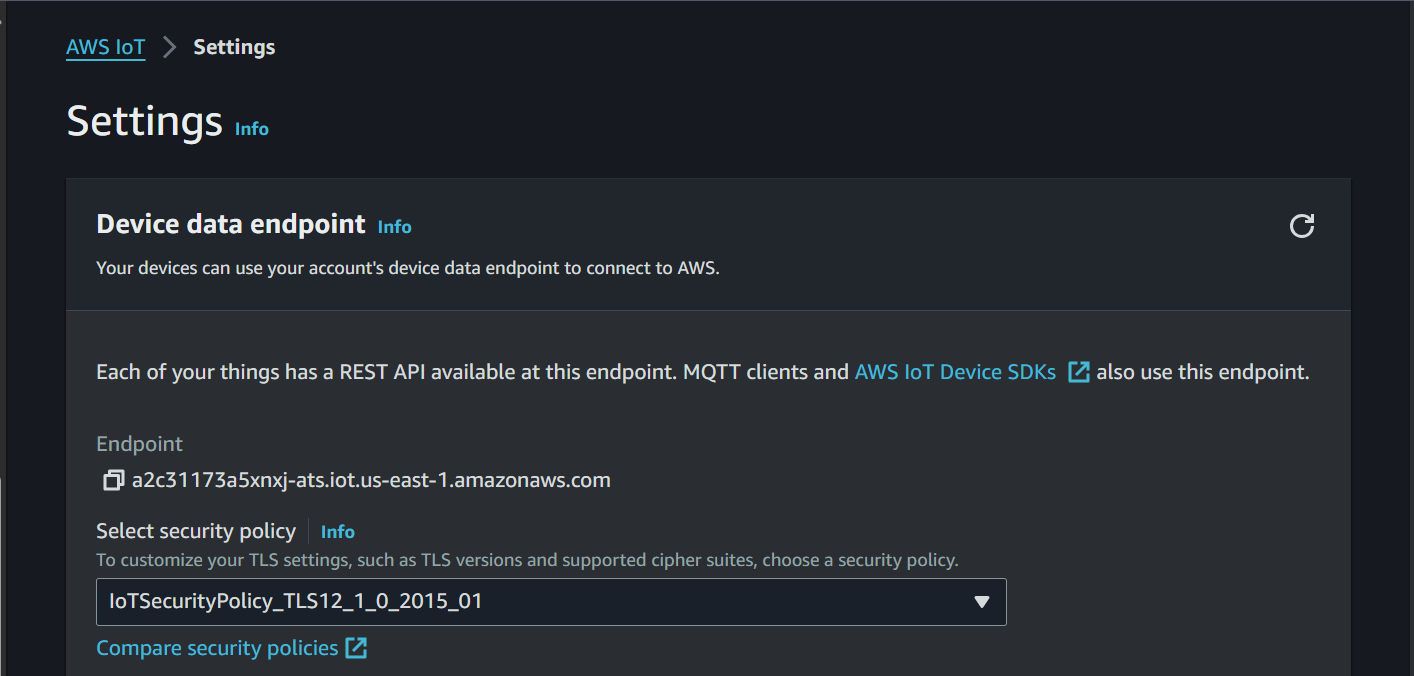 AWS IoT > Settings
Settings Info
Device data endpoint Info
Your devices can use your account's device data endpoint to connect to AWS.
Each of your things has a REST API available at this endpoint. MQTT clients and AWS IoT Device SDKs also use this endpoint.
Endpoint
a2c31173a5xnxj-ats.iot.us-east-1.amazonaws.com
Select security policy Info
To customize your TLS settings, such as TLS versions and supported cipher suites, choose a security policy.
IoTSecurityPolicy_TLS12_1_0_2015_01
Compare security policies